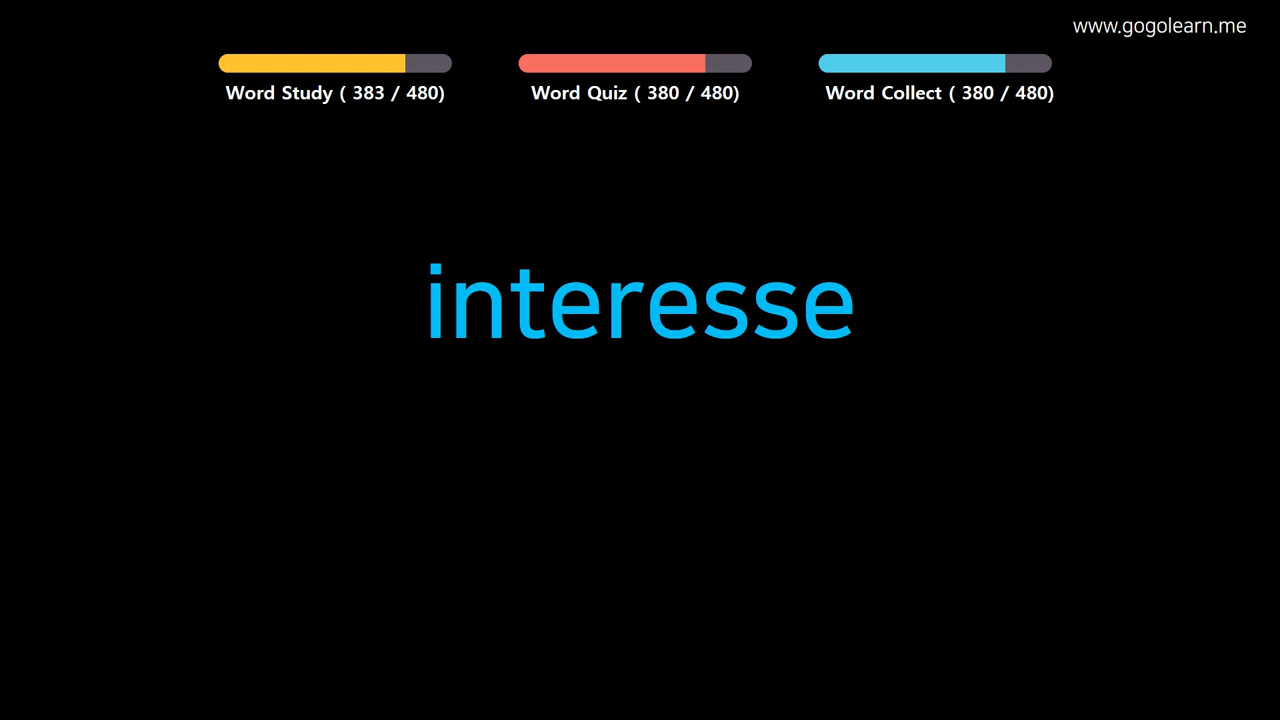 www.gogolearn.me
Word Study ( 383 / 480)
Word Quiz ( 380 / 480)
Word Collect ( 380 / 480)
interesse